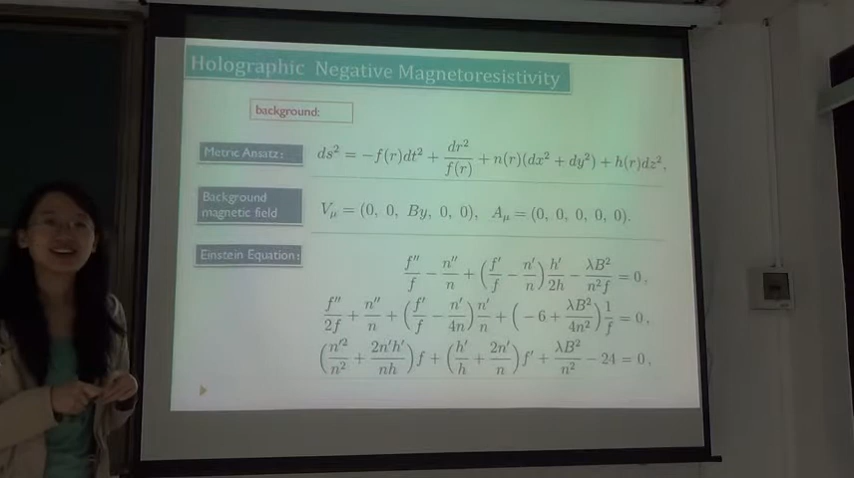 Holographic Negative Magnetoresistivity
background:
Metric Ansatz: ds² = −f(r)dt² + dr²/f(r) + n(r)(dx² + dy²) + h(r)dz²,
Background magnetic field V_μ = (0, 0, By, 0, 0), A_μ = (0, 0, 0, 0, 0).
Einstein Equation: f''/f − n''/n + (f'/f − n'/n) h'/2h − λB²/n²f = 0,
f''/2f + n''/n + (f'/f − n'/4n) n'/n + (−6 + λB²/4n²) 1/f = 0,
(n'²/n² + 2n'h'/nh) f + (h'/h + 2n'/n) f' + λB²/n² − 24 = 0,